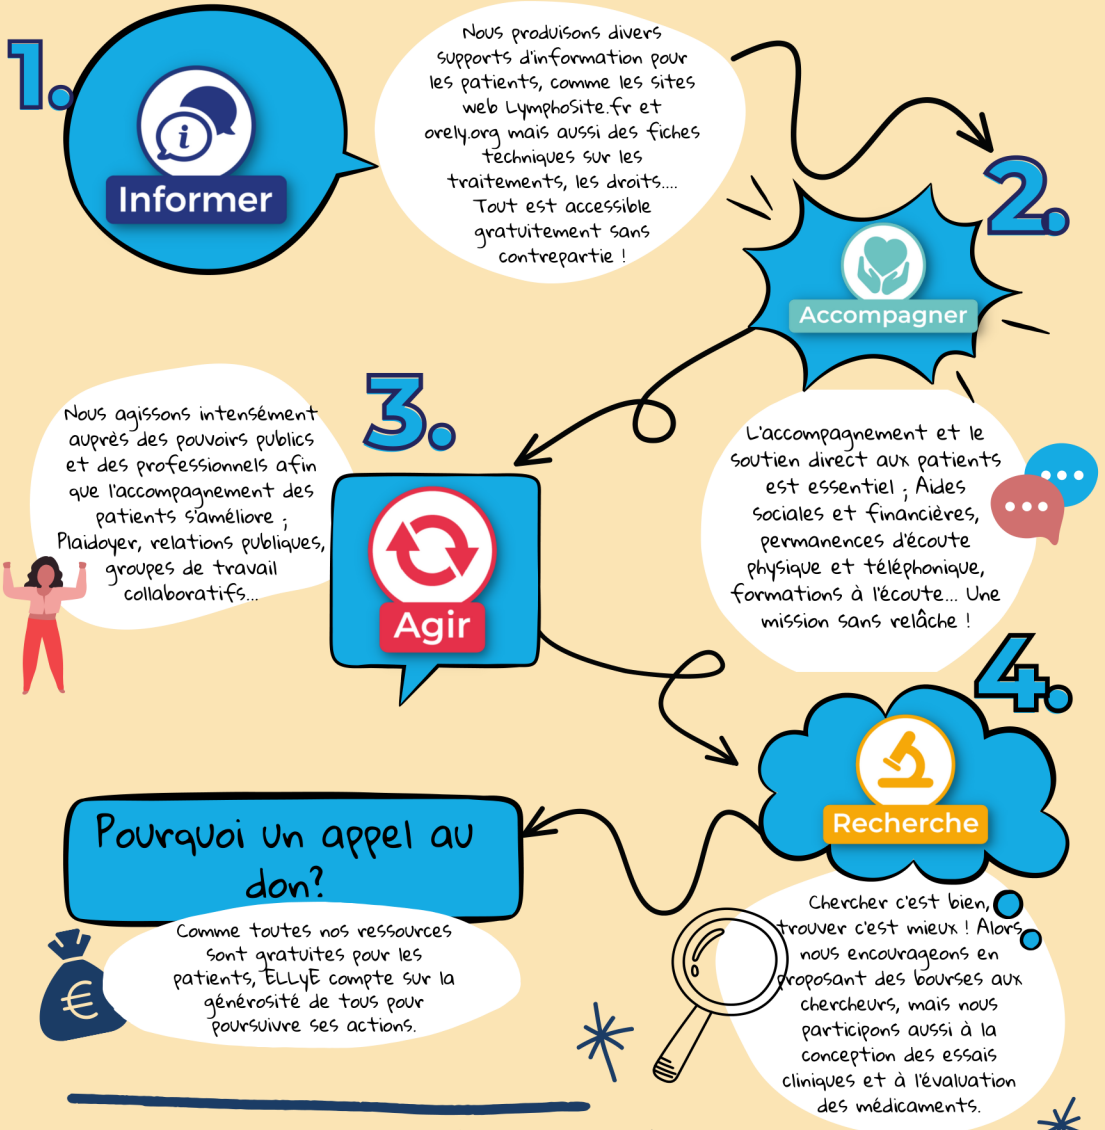 1.
Informer
Nous produisons divers
supports d'information pour
les patients, comme les sites
web LymphoSite.fr et
orely.org mais aussi des fiches
techniques sur les
traitements, les droits....
Tout est accessible
gratuitement sans
contrepartie !
2.
Accompagner
L'accompagnement et le
soutien direct aux patients
est essentiel ; Aides
sociales et financières,
permanences d'écoute
physique et téléphonique,
formations à l'écoute... Une
mission sans relâche !
3.
Agir
Nous agissons intensément
auprès des pouvoirs publics
et des professionnels afin
que l'accompagnement des
patients s'améliore ;
Plaidoyer, relations publiques,
groupes de travail
collaboratifs...
4.
Recherche
Chercher c'est bien,
trouver c'est mieux ! Alors
nous encourageons en
proposant des bourses aux
chercheurs, mais nous
participons aussi à la
conception des essais
cliniques et à l'évaluation
des médicaments.
Pourquoi un appel au
don?
Comme toutes nos ressources
sont gratuites pour les
patients, ELLyE compte sur la
générosité de tous pour
poursuivre ses actions.
€